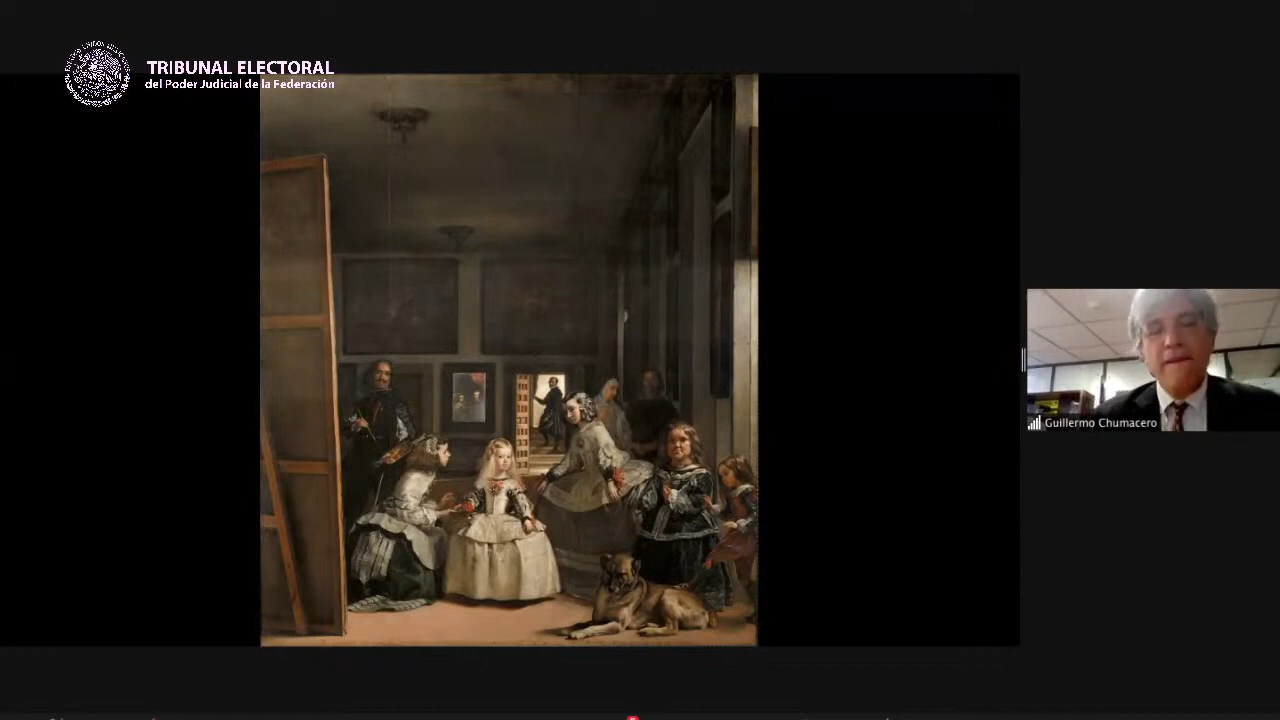 TRIBUNAL ELECTORAL
del Poder Judicial de la Federación
Guillermo Chumacero